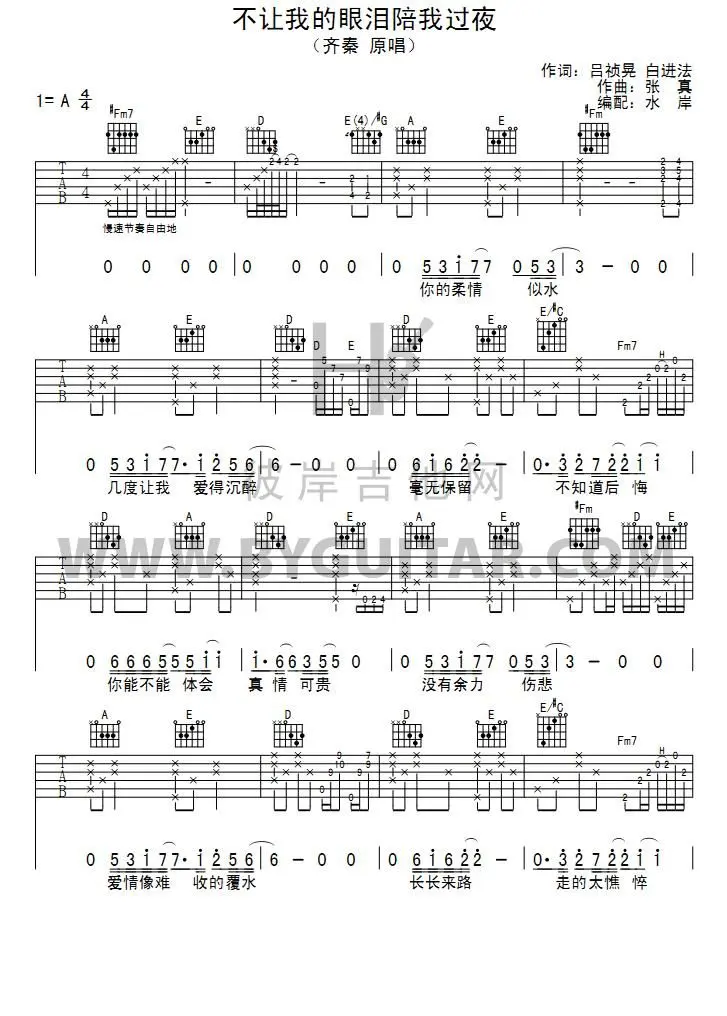 不让我的眼泪陪我过夜
（齐秦 原唱）
作词：吕祯晃 白进法
作曲：张 真
编配：水 岸
1= A 4/4
#Fm7 E D E(4)/#G A E #Fm
T A B 4 4
慢速节奏自由地
0 0 0 0 0 0 0 0 0 5 3 i 7 7 0 5 3 3 — 0 0
你的柔情 似水
A E D D E D E E/#C Fm7
T A B
0 5 3 i 7 7· i 2 5 6 6 — 0 0 0 6 i 6 2 2 — 0· 3 2 7 2 2 i i
几度让我 爱得沉醉 毫无保留 不知道后 悔
彼岸吉他网
WWW.BYGUITAR.COM
D A D E A E #Fm D E
T A B
0 6 6 6 5 5 5 i i i· 6 6 3 5 5 0 0 5 3 i 7 7 0 5 3 3 — 0 0
你能不能 体会 真 情 可贵 没有余力 伤悲
A E D D E E/#C Fm7
T A B
0 5 3 i 7 7· i 2 5 6 6 — 0 0 0 6 i 6 2 2 — 0· 3 2 7 2 2 i i
爱情像难 收的覆水 长长来路 走的太憔 悴